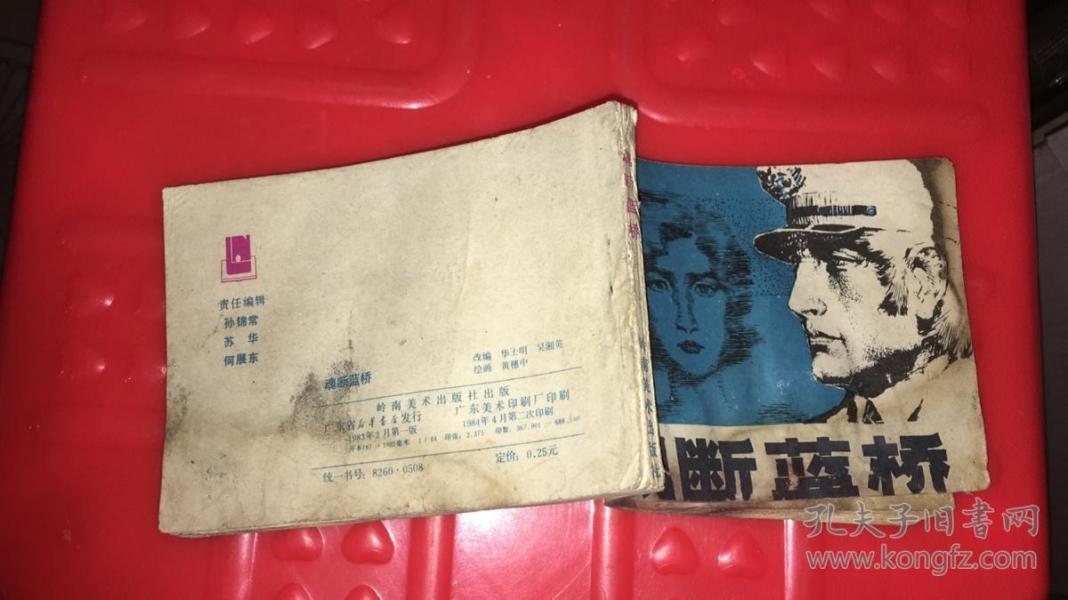 责任编辑
孙锦常
苏 华
何展东
魂断蓝桥
改编 华士明 吴湘英
绘画 黄穗中
岭南美术出版社出版
广东省新华书店发行 广东美术印刷厂印刷
1983年2月第一版 1984年4月第二次印刷
统一书号：8260·0508 定价：0.25元
断蓝桥
孔夫子旧书网
www.kongfz.com